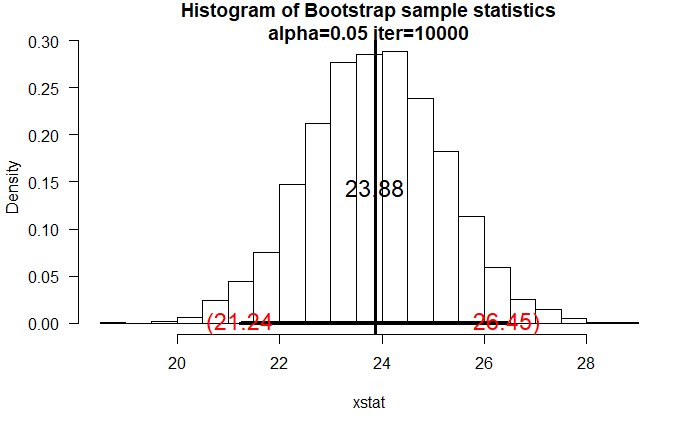 Histogram of Bootstrap sample statistics
alpha=0.05 iter=10000
0.30
0.25
0.20
0.15
0.10
0.05
0.00
Density
23.88
(21.24
26.45)
20 22 24 26 28
xstat